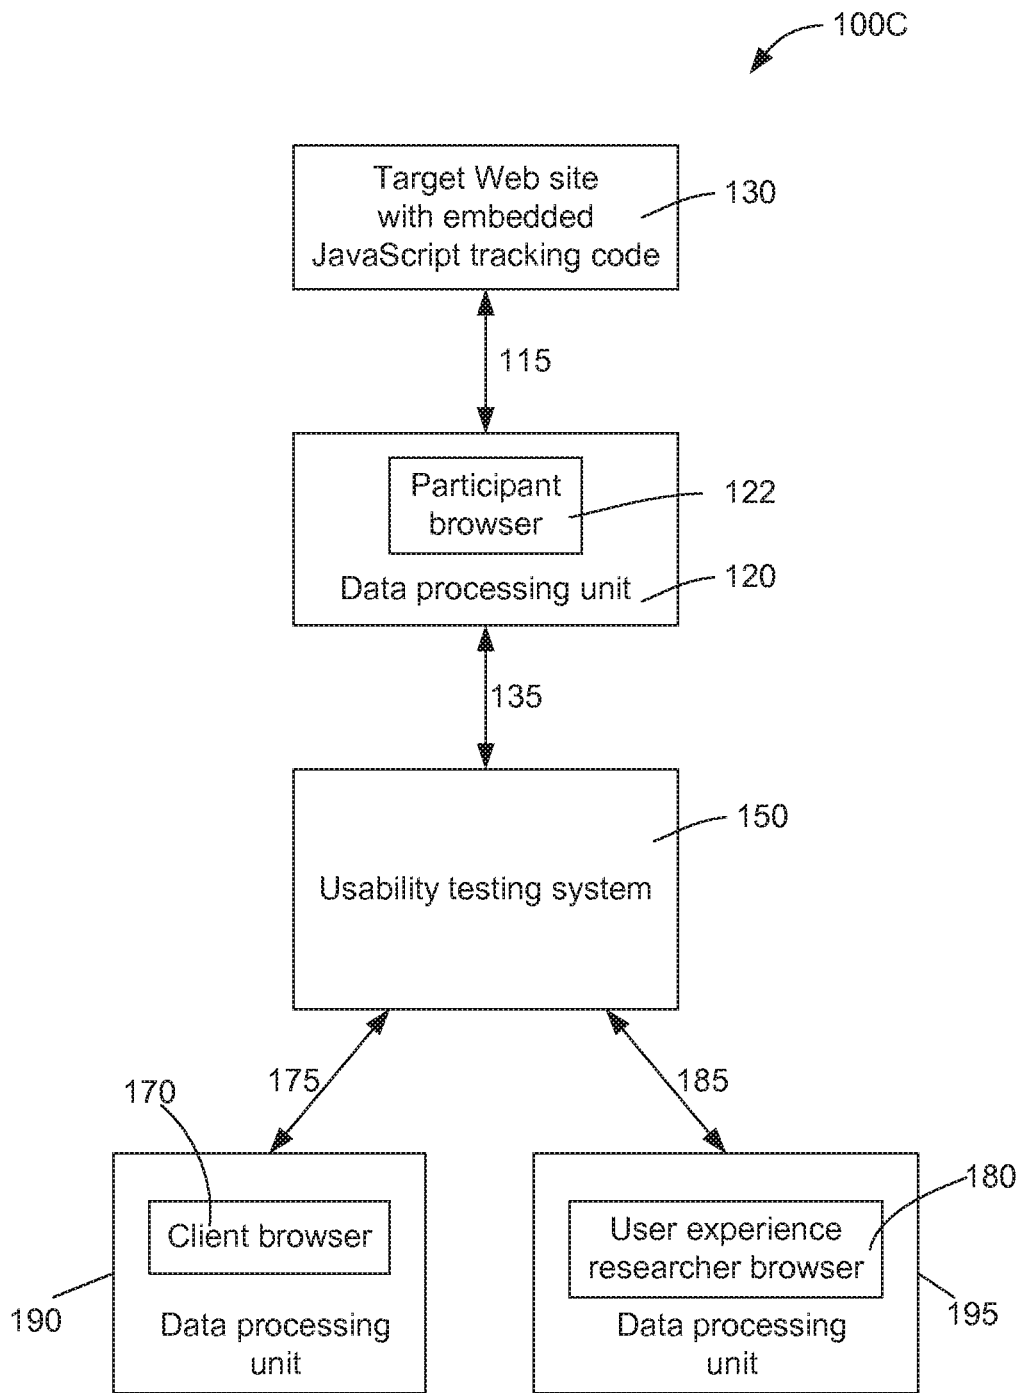 100C
Target Web site
with embedded
JavaScript tracking code
130
115
Participant
browser
122
Data processing unit
120
135
150
Usability testing system
175
185
170
180
Client browser
User experience
researcher browser
190
195
Data processing
unit
Data processing
unit